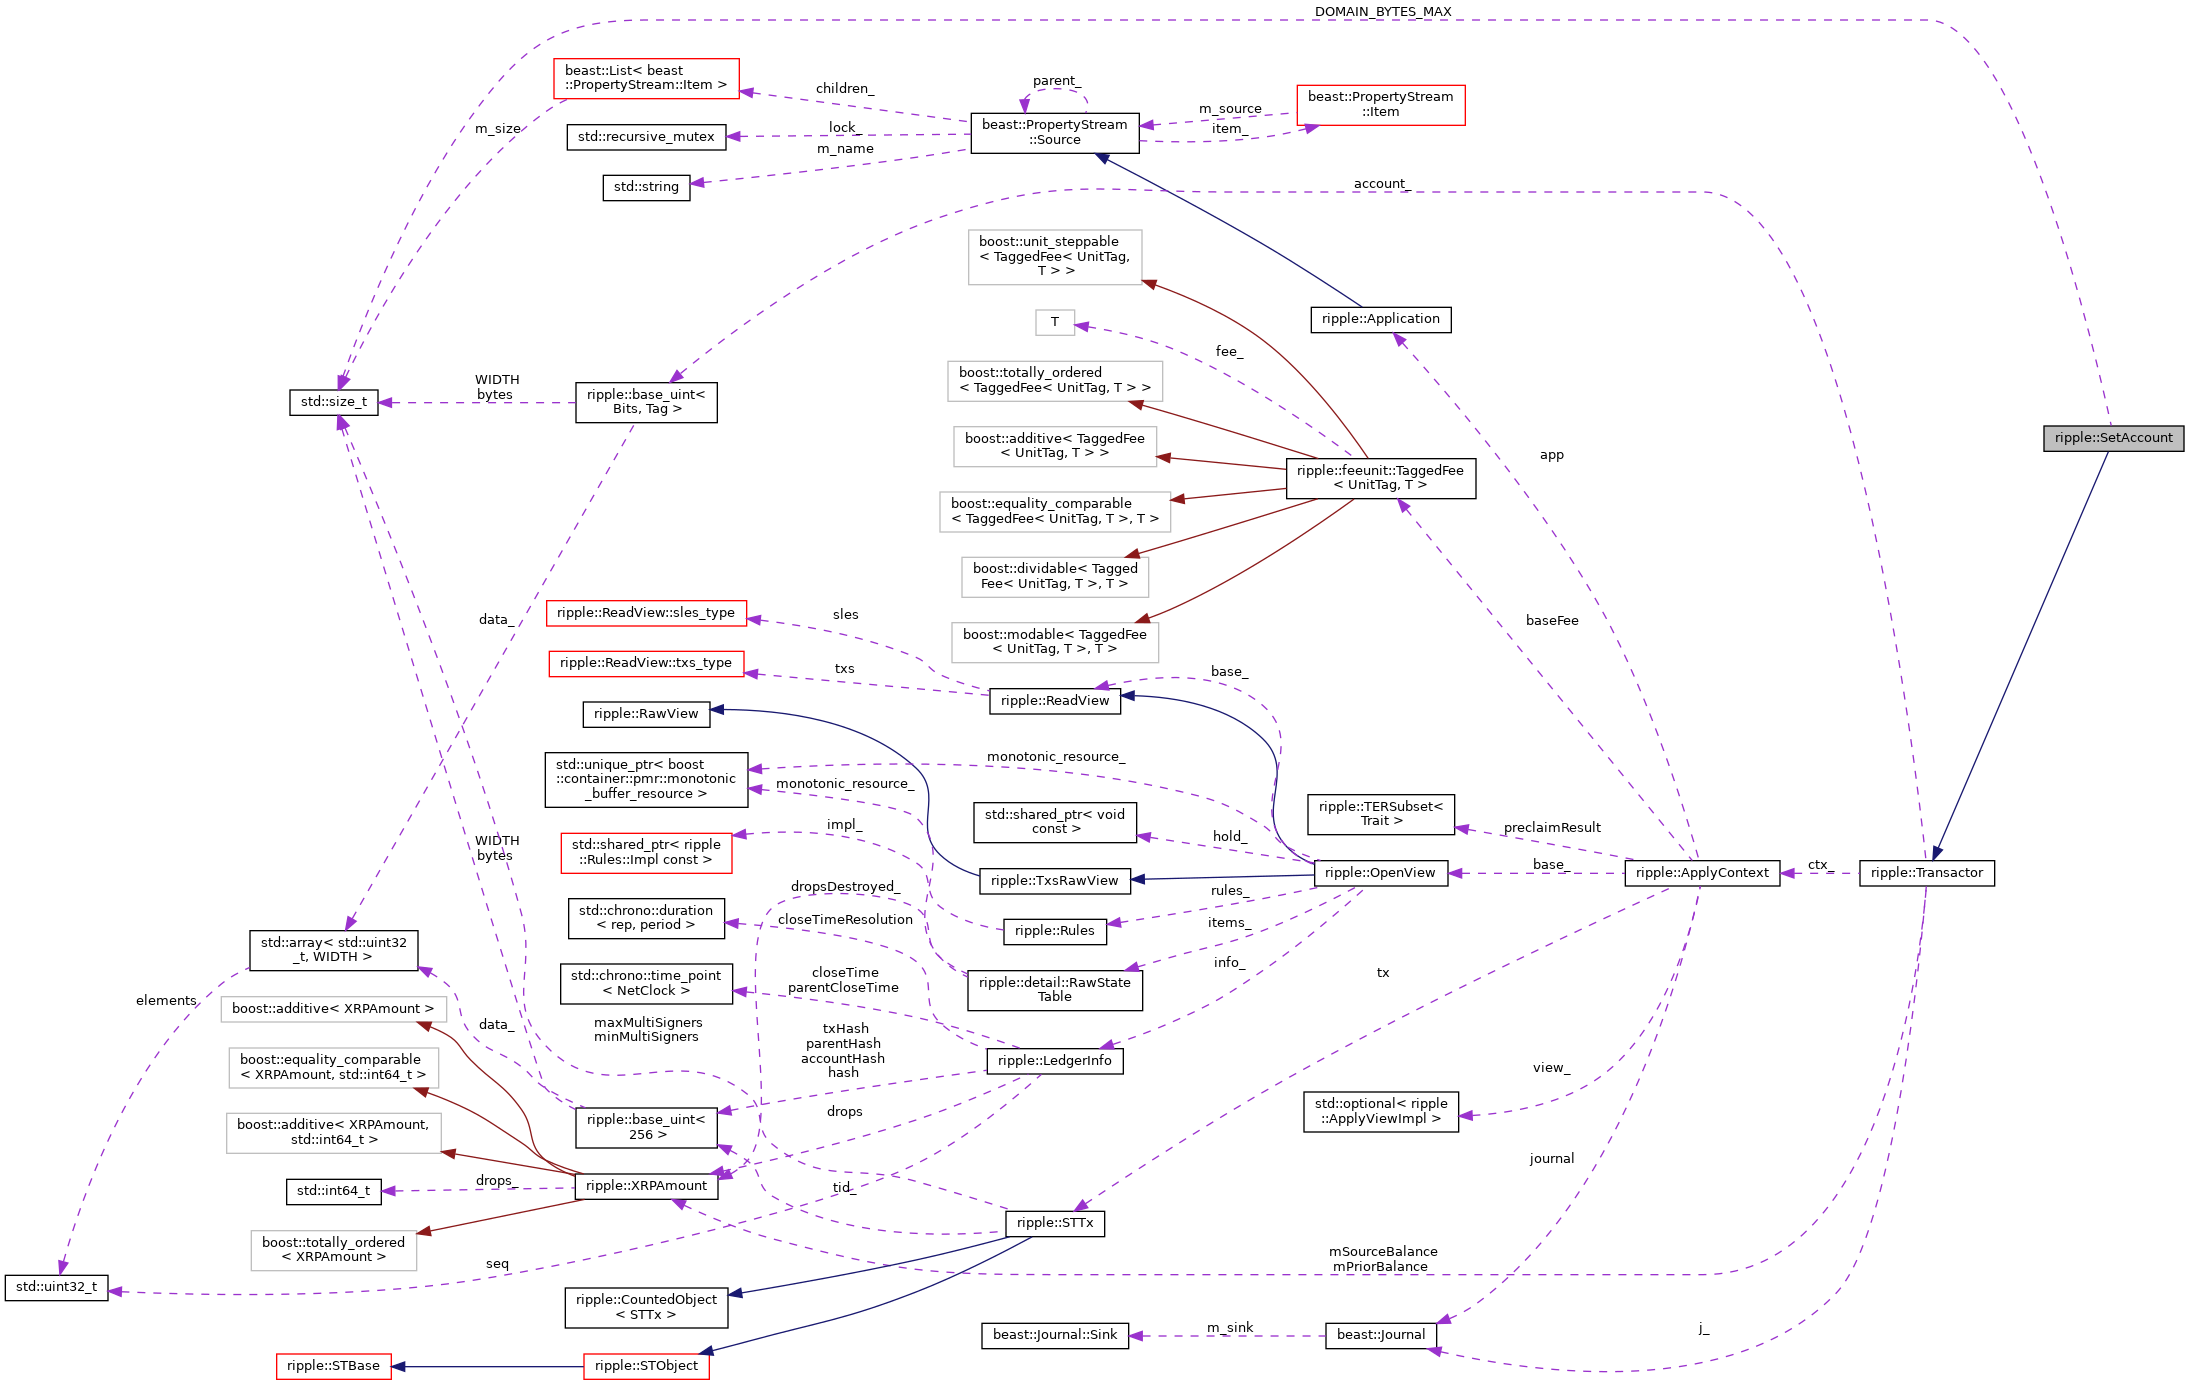 DOMAIN_BYTES_MAX
beast::List< beast
::PropertyStream::Item >
children_
parent_
beast::PropertyStream
::Item
m_source
item_
m_size
lock_
std::recursive_mutex
beast::PropertyStream
::Source
m_name
std::string
account_
boost::unit_steppable
< TaggedFee< UnitTag,
T > >
T
ripple::Application
fee_
boost::totally_ordered
< TaggedFee< UnitTag, T > >
WIDTH
bytes
std::size_t
ripple::base_uint<
Bits, Tag >
boost::additive< TaggedFee
< UnitTag, T > >
ripple::SetAccount
app
ripple::feeunit::TaggedFee
< UnitTag, T >
boost::equality_comparable
< TaggedFee< UnitTag, T >, T >
boost::dividable< Tagged
Fee< UnitTag, T >, T >
data_
ripple::ReadView::sles_type
sles
baseFee
boost::modable< TaggedFee
< UnitTag, T >, T >
ripple::ReadView::txs_type
txs
base_
ripple::ReadView
ripple::RawView
std::unique_ptr< boost
::container::pmr::monotonic
_buffer_resource >
monotonic_resource_
monotonic_resource_
std::shared_ptr< void
const >
ripple::TERSubset<
Trait >
impl_
hold_
preclaimResult
WIDTH
bytes
std::shared_ptr< ripple
::Rules::Impl const >
base_
ctx_
ripple::TxsRawView
ripple::OpenView
ripple::ApplyContext
ripple::Transactor
dropsDestroyed_
rules_
std::chrono::duration
< rep, period >
closeTimeResolution
ripple::Rules
items_
std::array< std::uint32
_t, WIDTH >
info_
std::chrono::time_point
< NetClock >
closeTime
parentCloseTime
ripple::detail::RawState
Table
tx
elements
boost::additive< XRPAmount >
data_
maxMultiSigners
minMultiSigners
txHash
parentHash
accountHash
hash
ripple::LedgerInfo
boost::equality_comparable
< XRPAmount, std::int64_t >
view_
std::optional< ripple
::ApplyViewImpl >
drops
ripple::base_uint<
256 >
boost::additive< XRPAmount,
std::int64_t >
journal
std::int64_t
drops_
ripple::XRPAmount
tid_
ripple::STTx
boost::totally_ordered
< XRPAmount >
mSourceBalance
mPriorBalance
seq
std::uint32_t
ripple::CountedObject
< STTx >
beast::Journal::Sink
m_sink
beast::Journal
j_
ripple::STBase
ripple::STObject